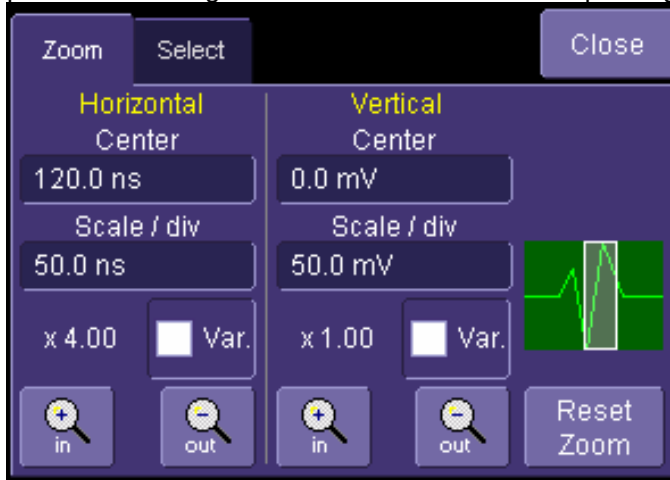 Zoom Select Close
Horizontal Vertical
Center Center
120.0 ns 0.0 mV
Scale / div Scale / div
50.0 ns 50.0 mV
x 4.00 Var. x 1.00 Var.
in out in out Reset
Zoom